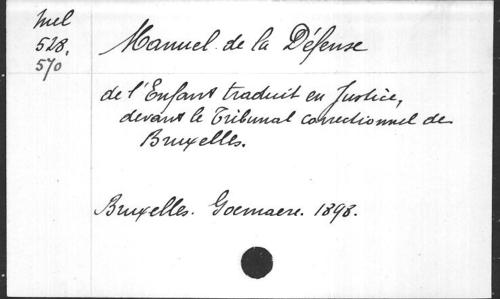 Mel
528.
570
Manuel de la Défense
de l'Enfant traduit en Justice,
devant le Tribunal correctionnel de
Bruxelles.
Bruxelles. Goemaere. 1898.